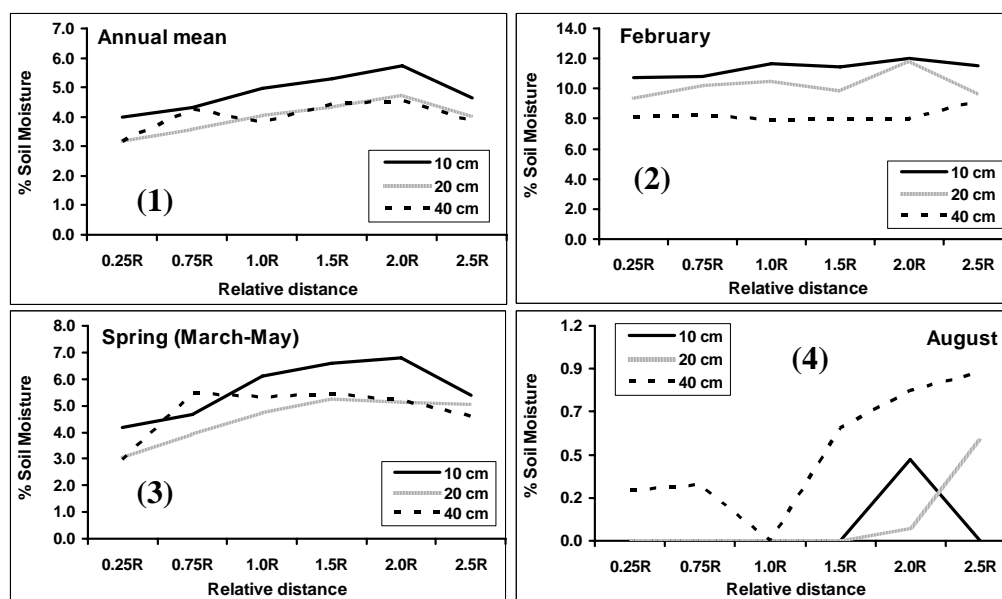 Annual mean
% Soil Moisture
7.0
6.0
5.0
4.0
3.0
2.0
1.0
0.0
(1)
10 cm
20 cm
40 cm
0.25R 0.75R 1.0R 1.5R 2.0R 2.5R
Relative distance
February
% Soil Moisture
14.0
12.0
10.0
8.0
6.0
4.0
2.0
0.0
(2)
10 cm
20 cm
40 cm
0.25R 0.75R 1.0R 1.5R 2.0R 2.5R
Relative distance
Spring (March-May)
% Soil Moisture
8.0
7.0
6.0
5.0
4.0
3.0
2.0
1.0
0.0
(3)
10 cm
20 cm
40 cm
0.25R 0.75R 1.0R 1.5R 2.0R 2.5R
Relative distance
August
% Soil Moisture
1.2
0.9
0.7
0.5
0.2
0.0
(4)
10 cm
20 cm
40 cm
0.25R 0.75R 1.0R 1.5R 2.0R 2.5R
Relative distance